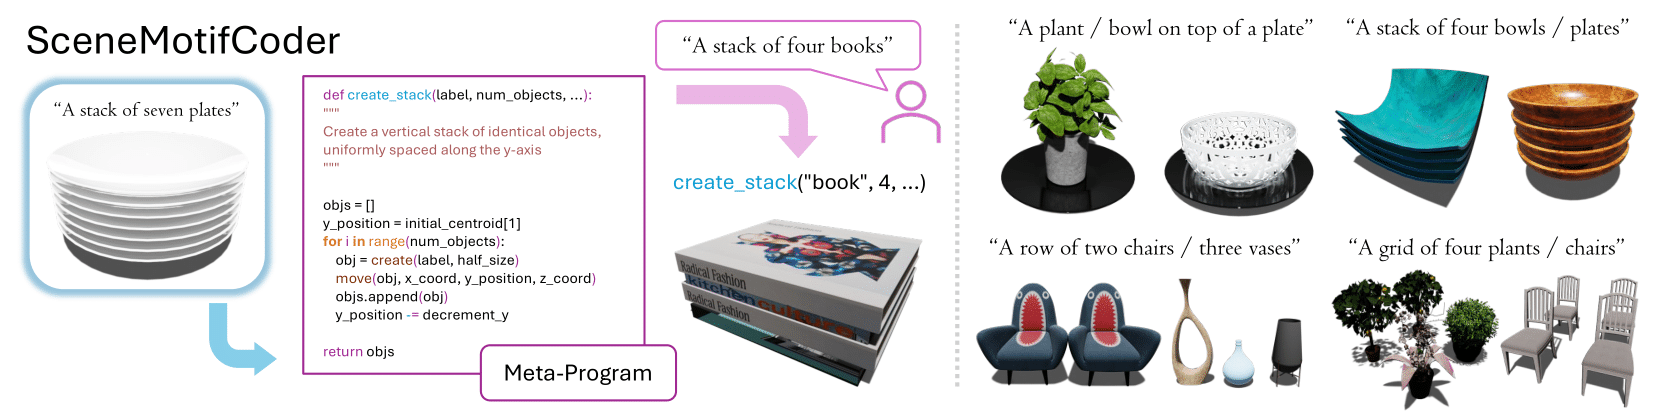 SceneMotifCoder
“A stack of seven plates”
def create_stack(label, num_objects, ...):
"""
Create a vertical stack of identical objects,
uniformly spaced along the y-axis
"""
objs = []
y_position = initial_centroid[1]
for i in range(num_objects):
obj = create(label, half_size)
move(obj, x_coord, y_position, z_coord)
objs.append(obj)
y_position -= decrement_y
return objs
Meta-Program
“A stack of four books”
create_stack("book", 4, ...)
Radical Fashion
kitchen culture
Radical Fashion
“A plant / bowl on top of a plate”
“A stack of four bowls / plates”
“A row of two chairs / three vases”
“A grid of four plants / chairs”